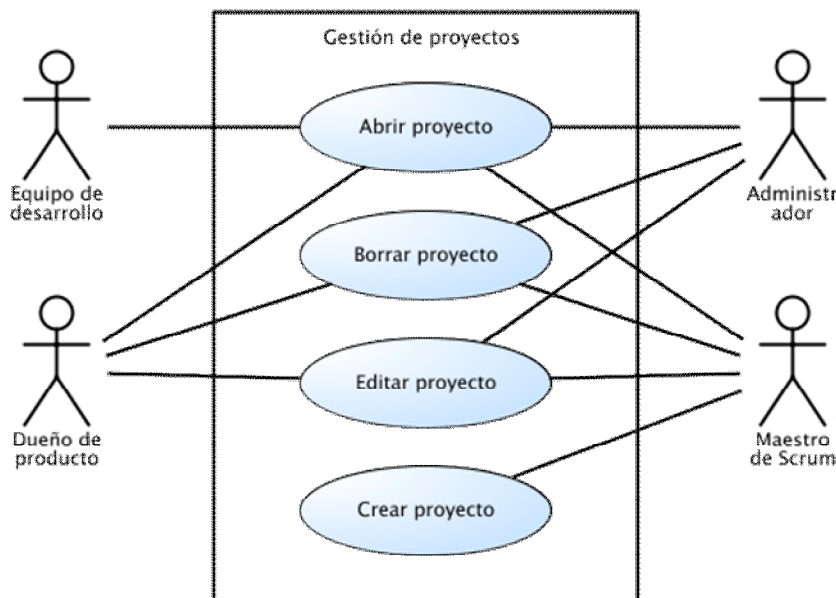 Gestión de proyectos
Abrir proyecto
Equipo de
desarrollo
Administr
ador
Borrar proyecto
Editar proyecto
Dueño de
producto
Maestro
de Scrum
Crear proyecto